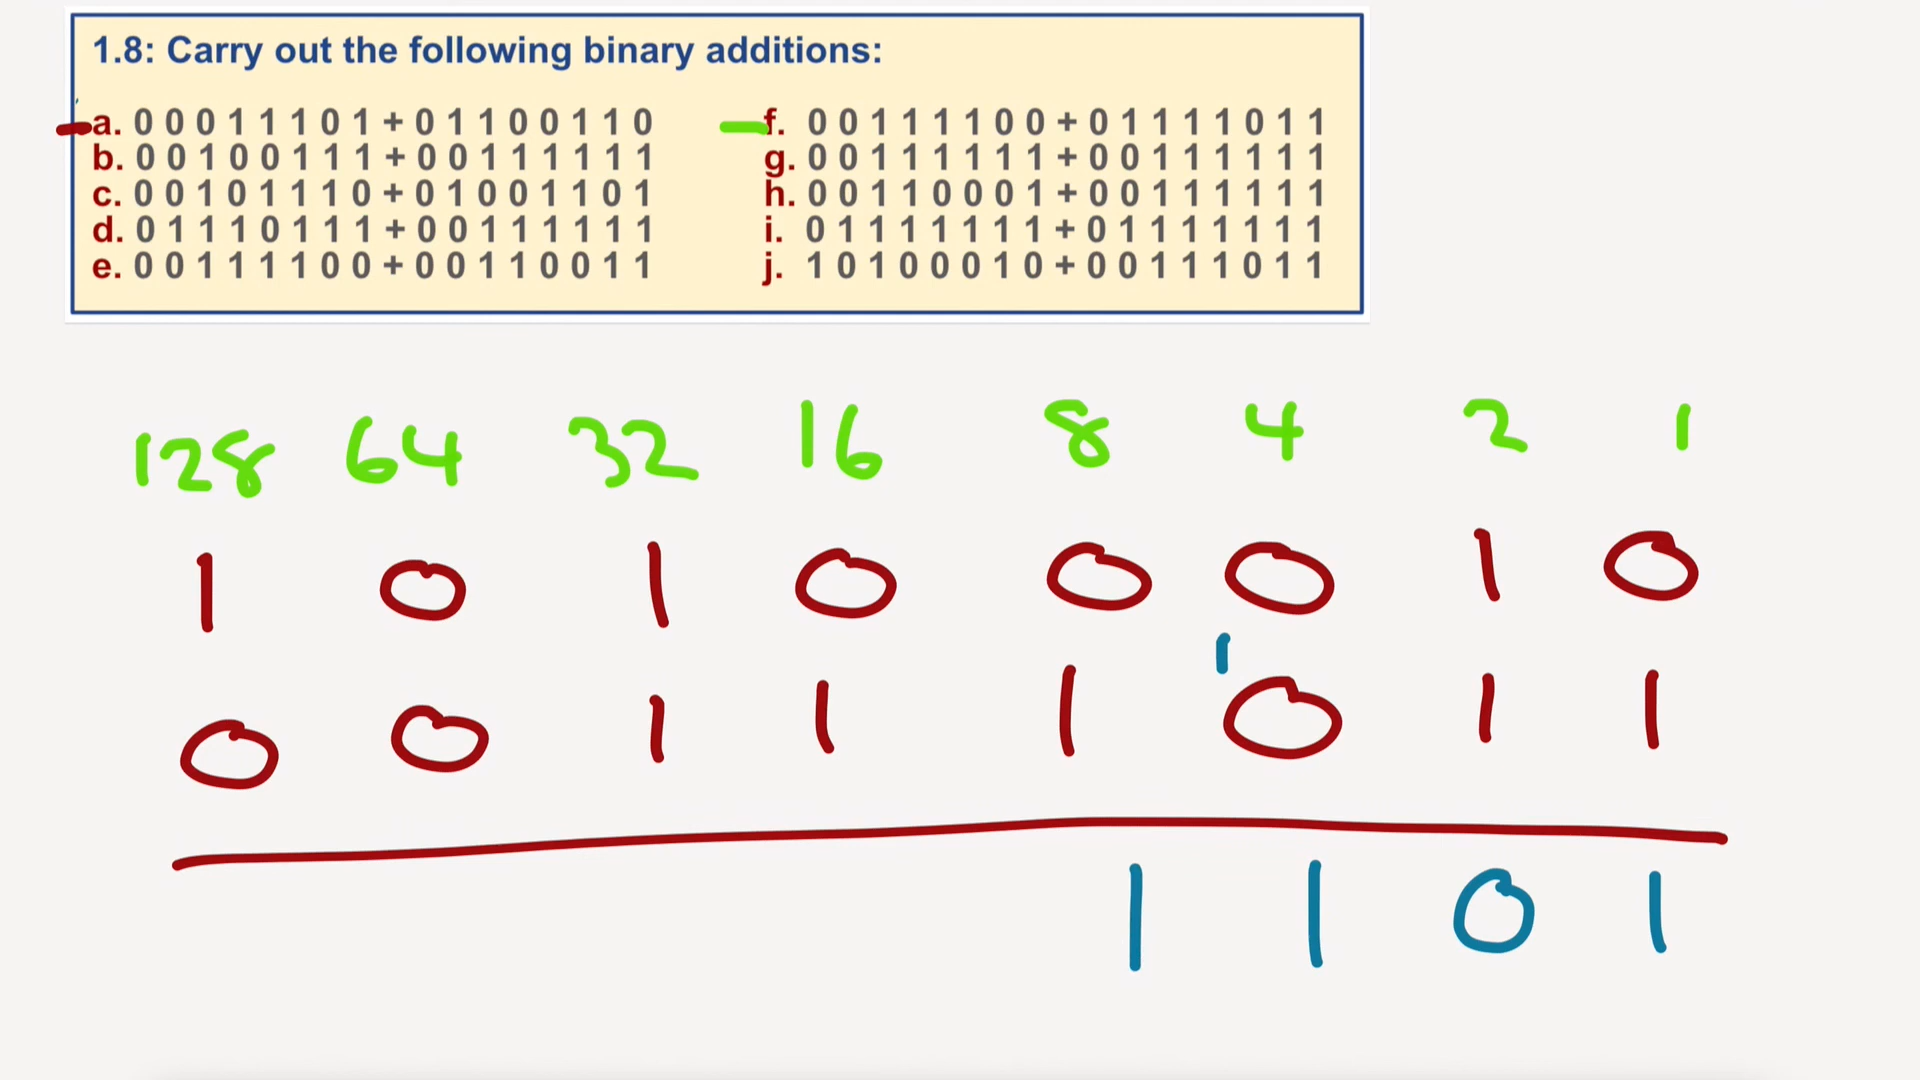 1.8: Carry out the following binary additions:
a. 0 0 0 1 1 1 0 1 + 0 1 1 0 0 1 1 0
b. 0 0 1 0 0 1 1 1 + 0 0 1 1 1 1 1 1
c. 0 0 1 0 1 1 1 0 + 0 1 0 0 1 1 0 1
d. 0 1 1 1 0 1 1 1 + 0 0 1 1 1 1 1 1
e. 0 0 1 1 1 1 0 0 + 0 0 1 1 0 0 1 1
f. 0 0 1 1 1 1 0 0 + 0 1 1 1 1 0 1 1
g. 0 0 1 1 1 1 1 1 + 0 0 1 1 1 1 1 1
h. 0 0 1 1 0 0 0 1 + 0 0 1 1 1 1 1 1
i. 0 1 1 1 1 1 1 1 + 0 1 1 1 1 1 1 1
j. 1 0 1 0 0 0 1 0 + 0 0 1 1 1 0 1 1
128 64 32 16 8 4 2 1
1 0 1 0 0 0 1 0
1
0 0 1 1 1 0 1 1
1 1 0 1